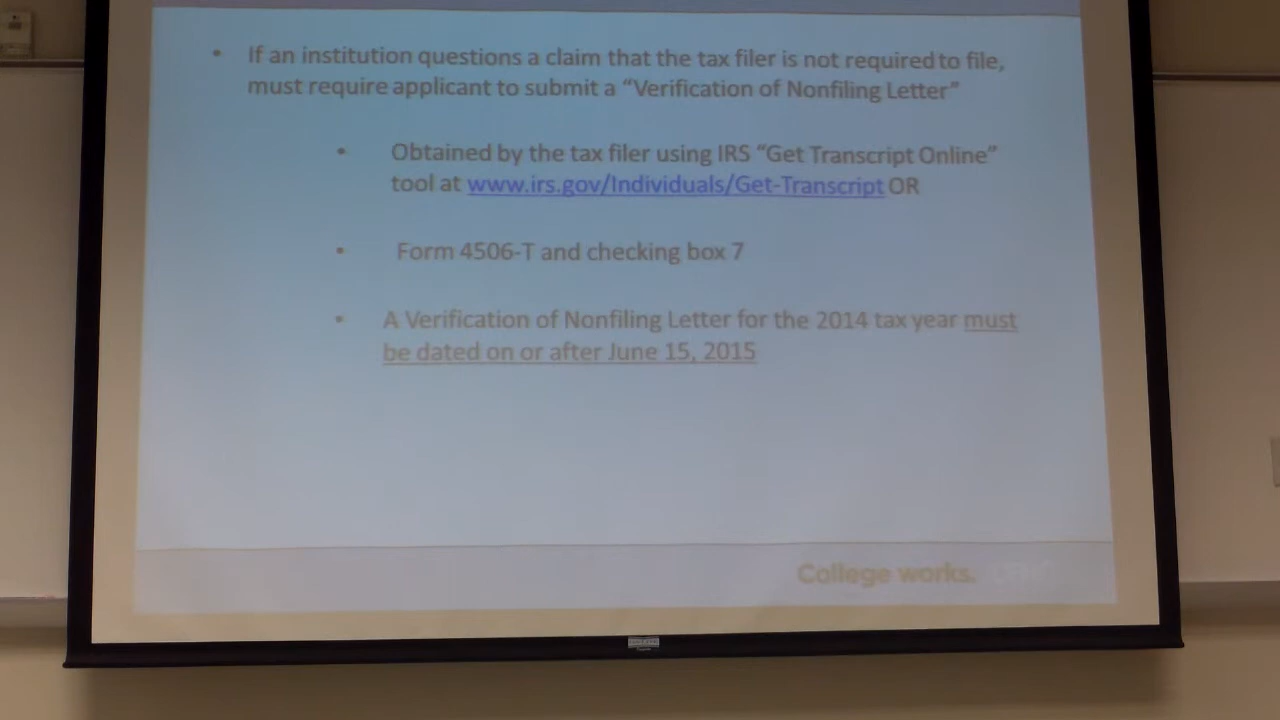 • If an institution questions a claim that the tax filer is not required to file,
must require applicant to submit a “Verification of Nonfiling Letter”
• Obtained by the tax filer using IRS “Get Transcript Online”
tool at www.irs.gov/Individuals/Get-Transcript OR
• Form 4506-T and checking box 7
• A Verification of Nonfiling Letter for the 2014 tax year must
be dated on or after June 15, 2015
College works.